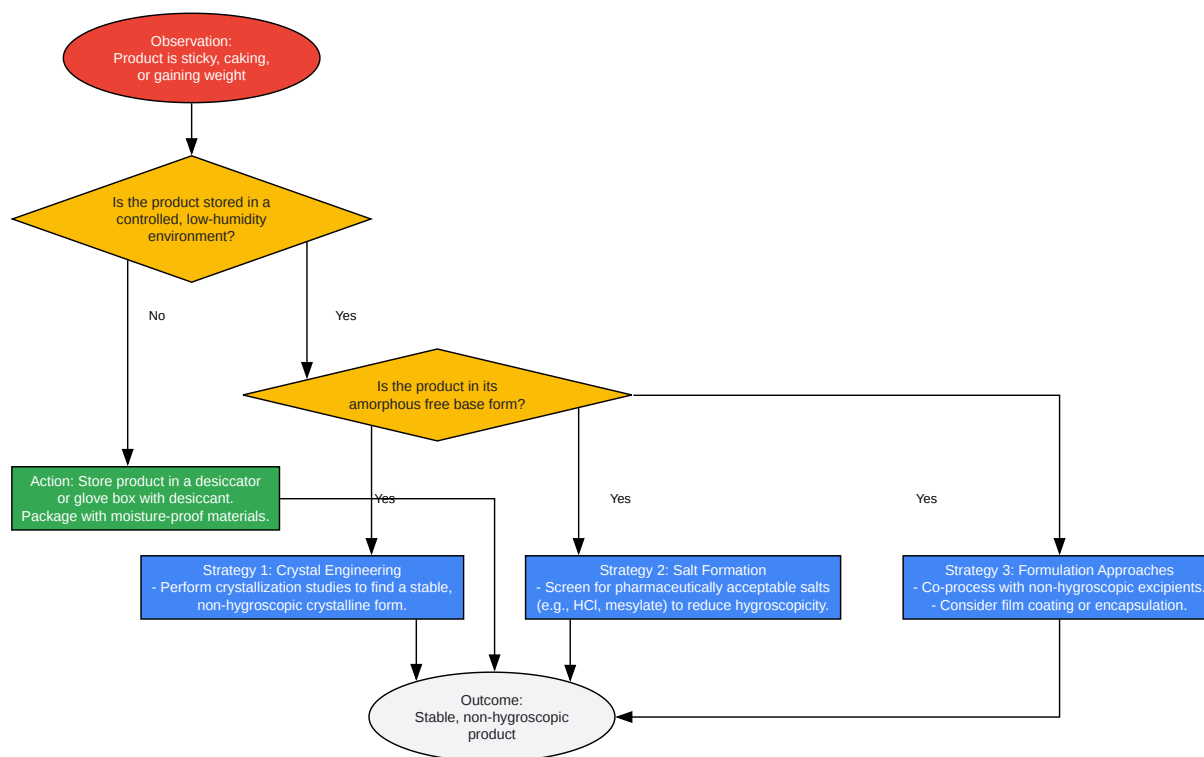 Observation:
Product is sticky, caking,
or gaining weight
Is the product stored in a
controlled, low-humidity
environment?
No
Yes
Is the product in its
amorphous free base form?
Action: Store product in a desiccator
or glove box with desiccant.
Package with moisture-proof materials.
Yes
Yes
Yes
Strategy 1: Crystal Engineering
- Perform crystallization studies to find a stable,
non-hygroscopic crystalline form.
Strategy 2: Salt Formation
- Screen for pharmaceutically acceptable salts
(e.g., HCl, mesylate) to reduce hygroscopicity.
Strategy 3: Formulation Approaches
- Co-process with non-hygroscopic excipients.
- Consider film coating or encapsulation.
Outcome:
Stable, non-hygroscopic
product